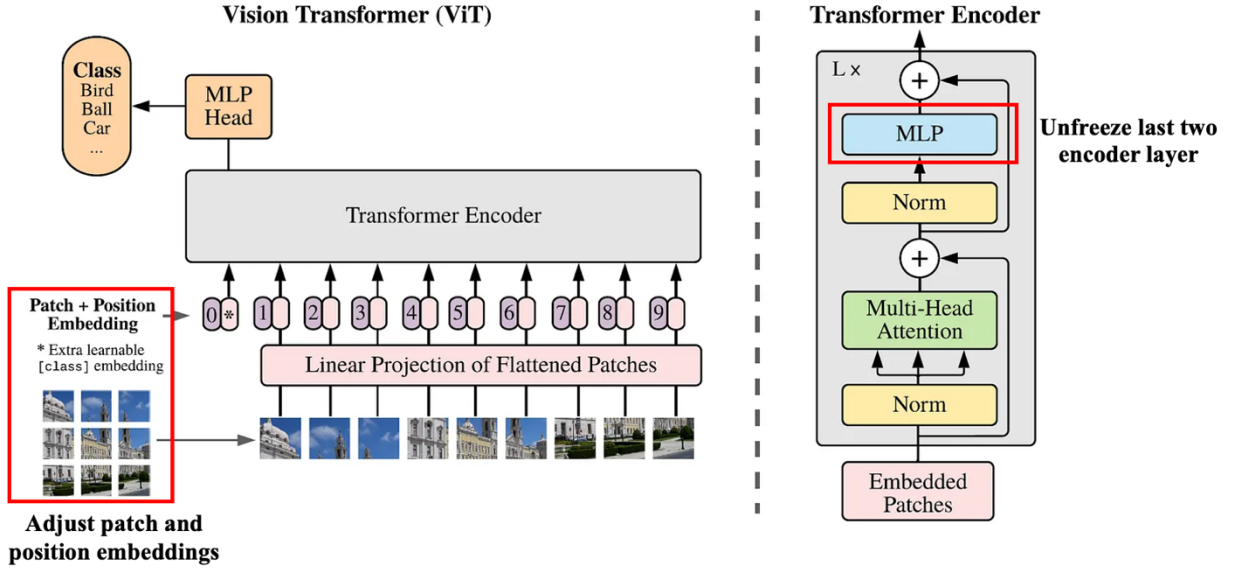 Vision Transformer (ViT)
Class
Bird
Ball
Car
...
MLP
Head
Transformer Encoder
Patch + Position
Embedding
* Extra learnable
[class] embedding
0 * 1 2 3 4 5 6 7 8 9
Linear Projection of Flattened Patches
Adjust patch and
position embeddings
Transformer Encoder
L x
+
MLP
Unfreeze last two
encoder layer
Norm
+
Multi-Head
Attention
Norm
Embedded
Patches